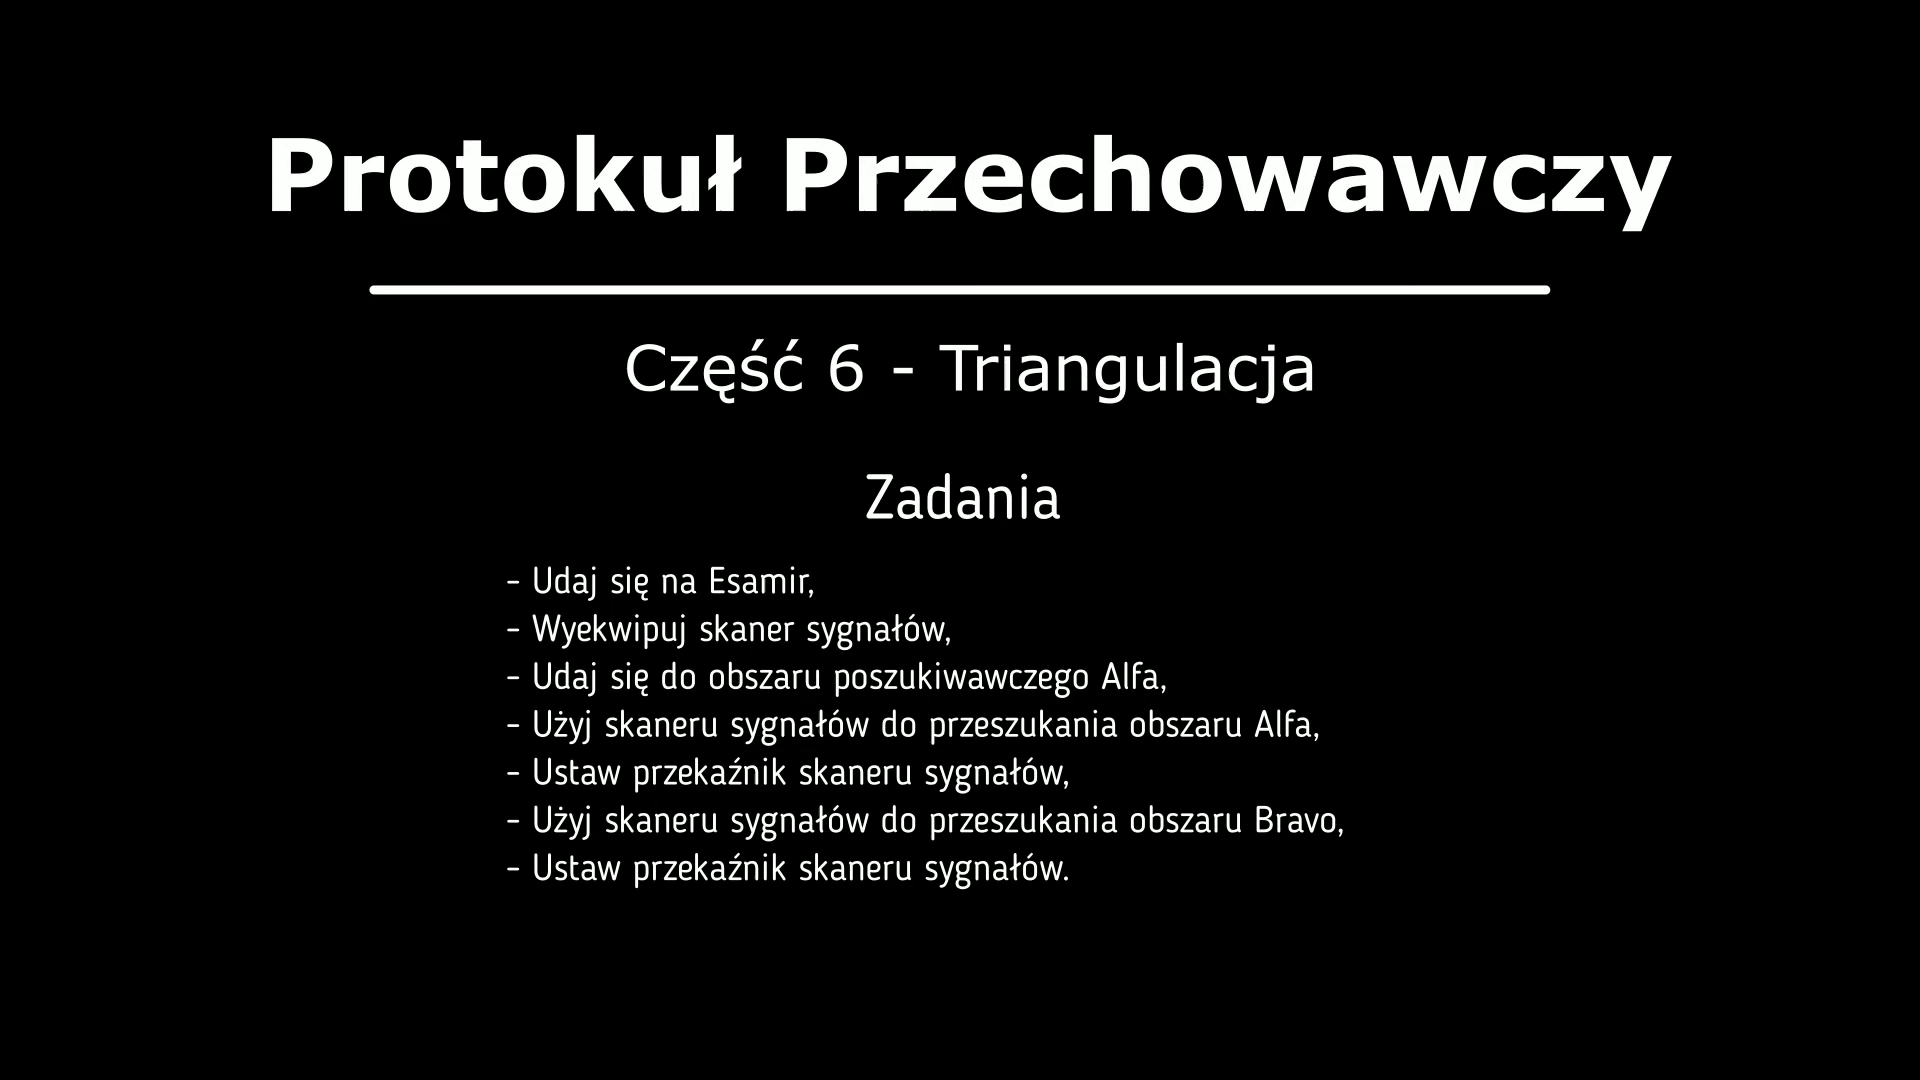 Protokuł Przechowawczy
Część 6 - Triangulacja
Zadania
- Udaj się na Esamir,
- Wyekwipuj skaner sygnałów,
- Udaj się do obszaru poszukiwawczego Alfa,
- Użyj skaneru sygnałów do przeszukania obszaru Alfa,
- Ustaw przekaźnik skaneru sygnałów,
- Użyj skaneru sygnałów do przeszukania obszaru Bravo,
- Ustaw przekaźnik skaneru sygnałów.